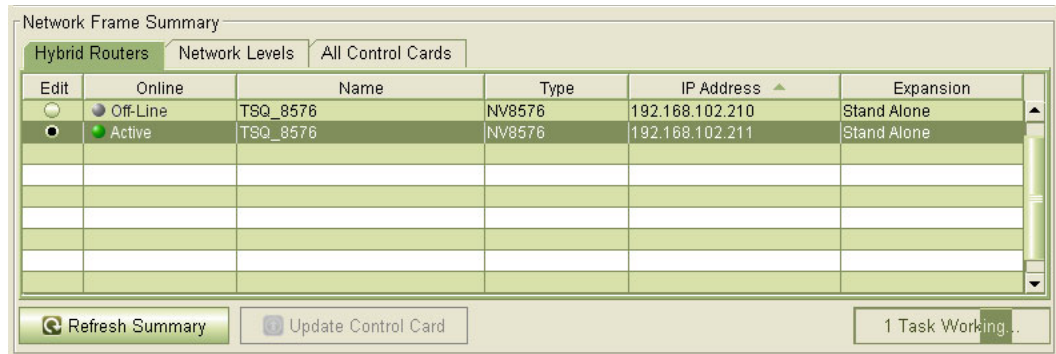 Network Frame Summary
Hybrid Routers Network Levels All Control Cards
Edit Online Name Type IP Address Expansion
Off-Line TSQ_8576 NV8576 192.168.102.210 Stand Alone
Active TSQ_8576 NV8576 192.168.102.211 Stand Alone
Refresh Summary Update Control Card 1 Task Working...